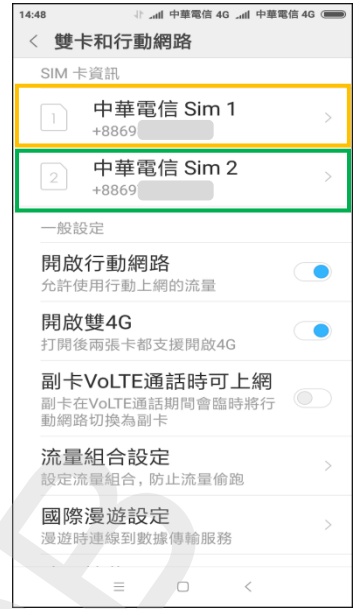 14:48 中華電信 4G 中華電信 4G
雙卡和行動網路
SIM 卡資訊
1 中華電信 Sim 1
+8869
2 中華電信 Sim 2
+8869
一般設定
開啟行動網路
允許使用行動上網的流量
開啟雙4G
打開後兩張卡都支援開啟4G
副卡VoLTE通話時可上網
副卡在VoLTE通話期間會臨時將行
動網路切換為副卡
流量組合設定
設定流量組合，防止流量偷跑
國際漫遊設定
漫遊時連線到數據傳輸服務